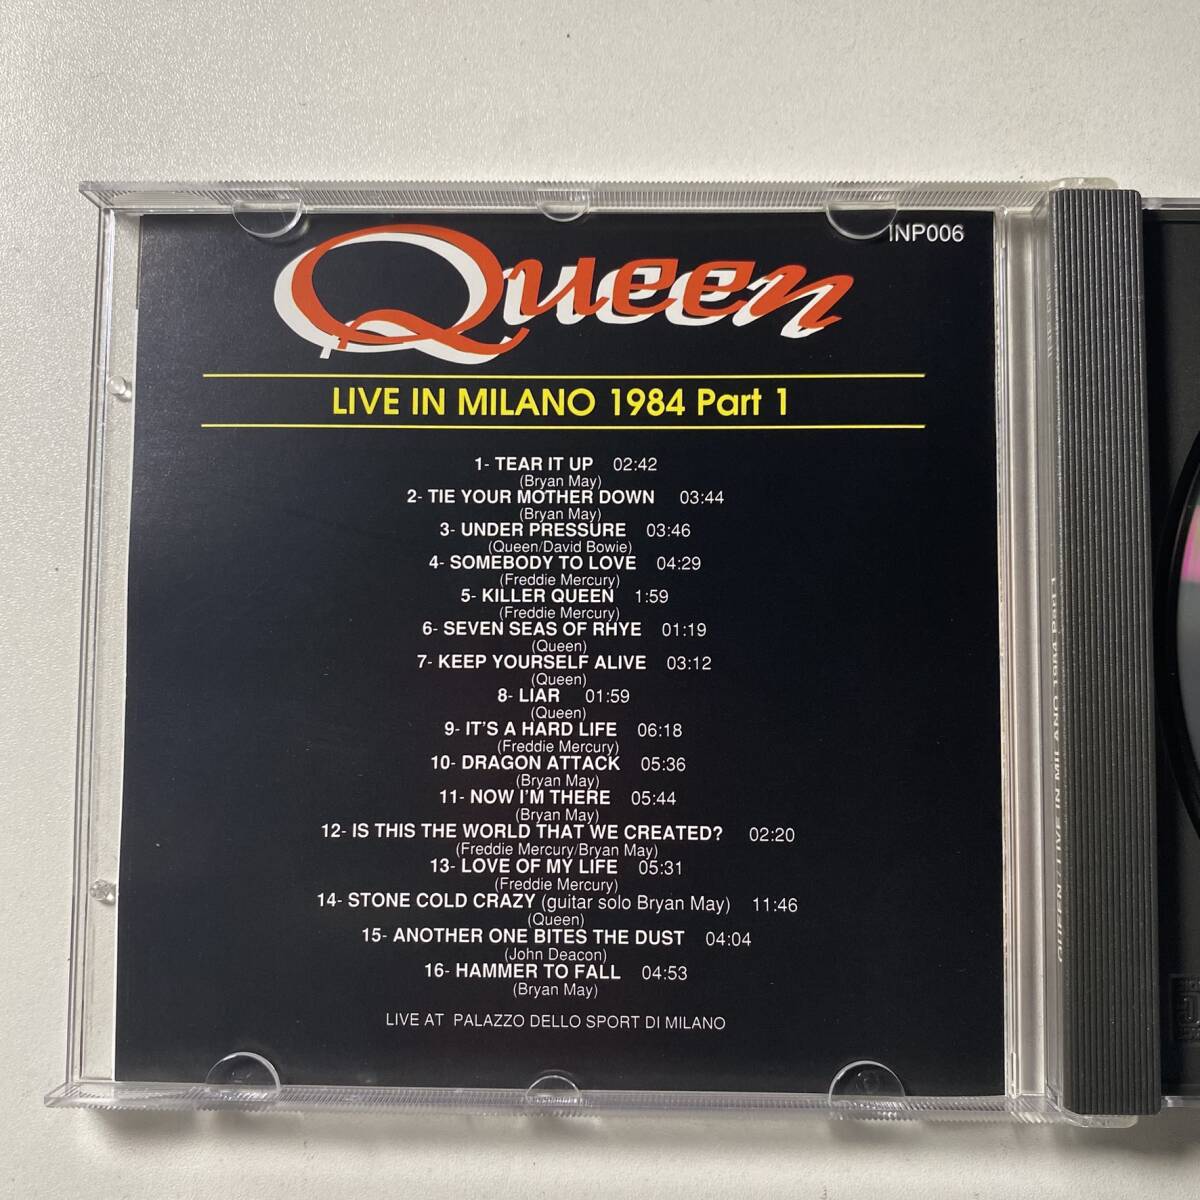 INP006
Queen
LIVE IN MILANO 1984 Part 1
1- TEAR IT UP 02:42
(Bryan May)
2- TIE YOUR MOTHER DOWN 03:44
(Bryan May)
3- UNDER PRESSURE 03:46
(Queen/David Bowie)
4- SOMEBODY TO LOVE 04:29
(Freddie Mercury)
5- KILLER QUEEN 1:59
(Freddie Mercury)
6- SEVEN SEAS OF RHYE 01:19
(Queen)
7- KEEP YOURSELF ALIVE 03:12
(Queen)
8- LIAR 01:59
(Queen)
9- IT'S A HARD LIFE 06:18
(Freddie Mercury)
10- DRAGON ATTACK 05:36
(Bryan May)
11- NOW I'M THERE 05:44
(Bryan May)
12- IS THIS THE WORLD THAT WE CREATED? 02:20
(Freddie Mercury/Bryan May)
13- LOVE OF MY LIFE 05:31
(Freddie Mercury)
14- STONE COLD CRAZY (guitar solo Bryan May) 11:46
(Queen)
15- ANOTHER ONE BITES THE DUST 04:04
(John Deacon)
16- HAMMER TO FALL 04:53
(Bryan May)
LIVE AT PALAZZO DELLO SPORT DI MILANO
QUEEN / LIVE IN MILANO 1984 Part 1